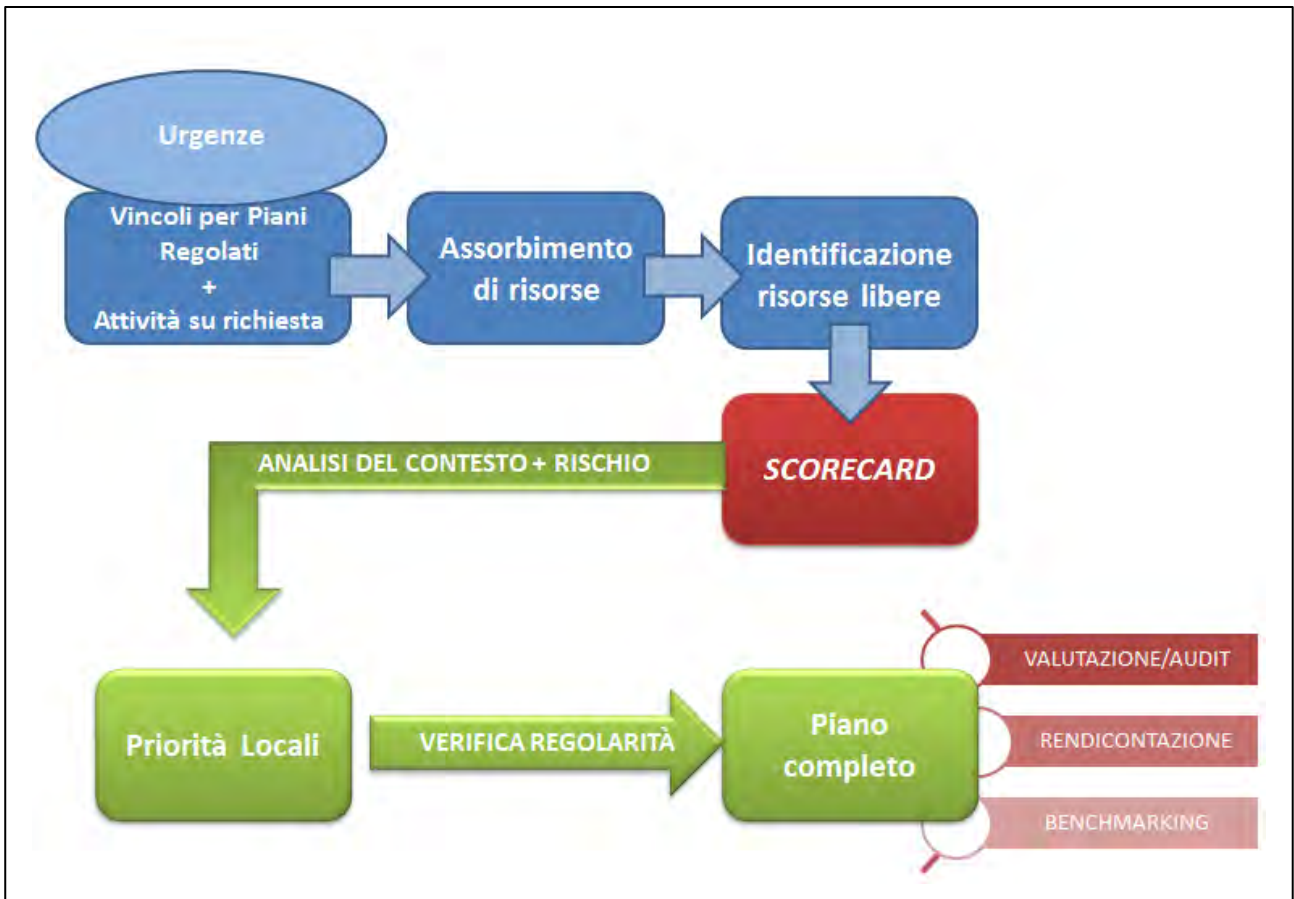 Urgenze
Vincoli per Piani
Regolati
+
Attività su richiesta
Assorbimento
di risorse
Identificazione
risorse libere
ANALISI DEL CONTESTO + RISCHIO
SCORECARD
Priorità Locali
VERIFICA REGOLARITÀ
Piano
completo
VALUTAZIONE/AUDIT
RENDICONTAZIONE
BENCHMARKING